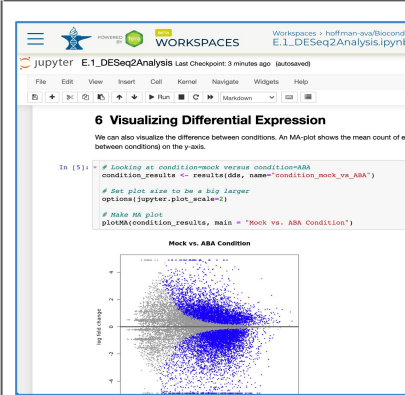 POWERED BY Terra
BETA
WORKSPACES
Workspaces > hoffman-ava/Biocond
E.1_DESeq2Analysis.ipynb
jupyter E.1_DESeq2Analysis Last Checkpoint: 3 minutes ago (autosaved)
File Edit View Insert Cell Kernel Navigate Widgets Help
Run Markdown
6 Visualizing Differential Expression
We can also visualize the difference between conditions. An MA-plot shows the mean count of e
between conditions) on the y-axis.
In [5]: # Looking at condition=mock versus condition=ABA
condition_results <- results(dds, name="condition_mock_vs_ABA")
# Set plot size to be a big larger
options(jupyter.plot_scale=2)
# Make MA plot
plotMA(condition_results, main = "Mock vs. ABA Condition")
Mock vs. ABA Condition
log fold change
4
2
0
-2
-4